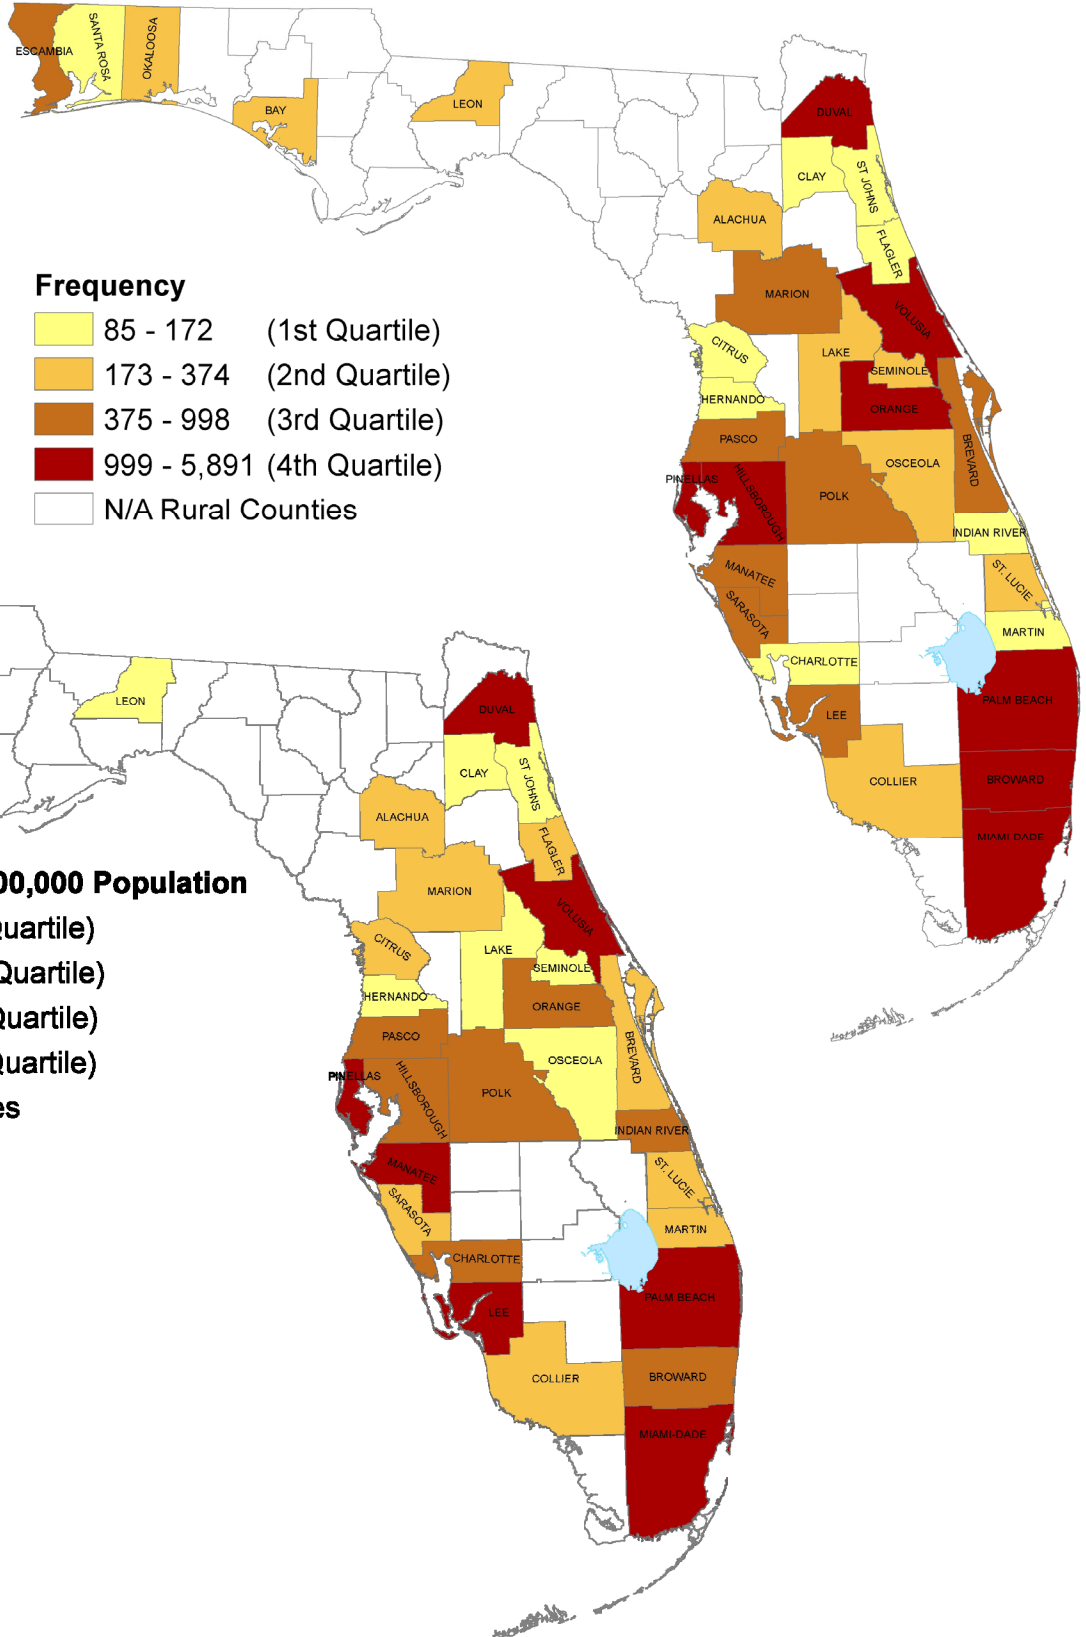 ESCAMBIA
SANTA ROSA
OKALOOSA
BAY
LEON
DUVAL
CLAY
ST JOHNS
ALACHUA
FLAGLER
MARION
VOLUSIA
CITRUS
LAKE
SEMINOLE
HERNANDO
ORANGE
PASCO
BREVARD
OSCEOLA
PINELLAS
HILLSBOROUGH
POLK
INDIAN RIVER
MANATEE
ST. LUCIE
SARASOTA
MARTIN
CHARLOTTE
PALM BEACH
LEE
COLLIER
BROWARD
MIAMI-DADE
Frequency
85 - 172 (1st Quartile)
173 - 374 (2nd Quartile)
375 - 998 (3rd Quartile)
999 - 5,891 (4th Quartile)
N/A Rural Counties
LEON
DUVAL
CLAY
ST JOHNS
ALACHUA
FLAGLER
MARION
VOLUSIA
CITRUS
LAKE
SEMINOLE
HERNANDO
ORANGE
PASCO
BREVARD
OSCEOLA
PINELLAS
HILLSBOROUGH
POLK
INDIAN RIVER
MANATEE
ST. LUCIE
SARASOTA
MARTIN
CHARLOTTE
PALM BEACH
LEE
COLLIER
BROWARD
MIAMI-DADE
00,000 Population
Quartile)
Quartile)
Quartile)
Quartile)
es